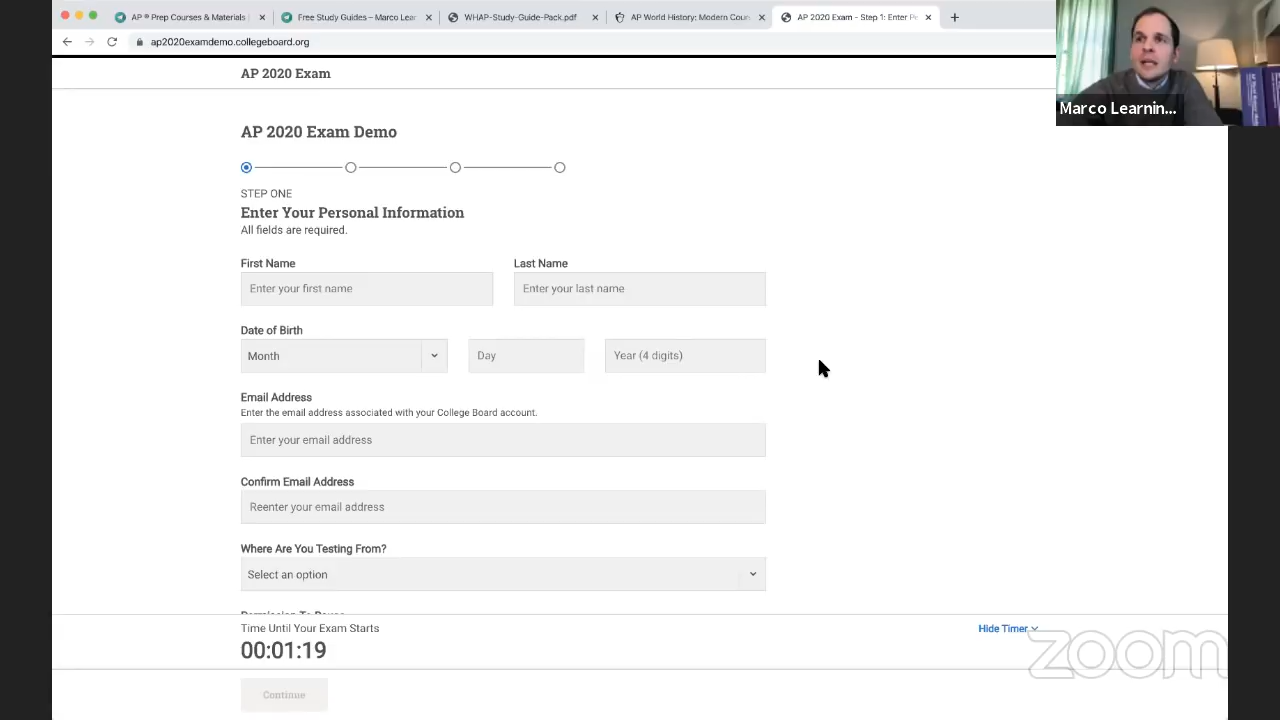 AP ® Prep Courses & Materials
Free Study Guides – Marco Lear
WHAP-Study-Guide-Pack.pdf
AP World History: Modern Cour
AP 2020 Exam - Step 1: Enter P
ap2020examdemo.collegeboard.org
Marco Learnin...
AP 2020 Exam
AP 2020 Exam Demo
STEP ONE
Enter Your Personal Information
All fields are required.
First Name
Last Name
Enter your first name
Enter your last name
Date of Birth
Month
Day
Year (4 digits)
Email Address
Enter the email address associated with your College Board account.
Enter your email address
Confirm Email Address
Reenter your email address
Where Are You Testing From?
Select an option
Time Until Your Exam Starts
Hide Timer
00:01:19
zoom
Continue